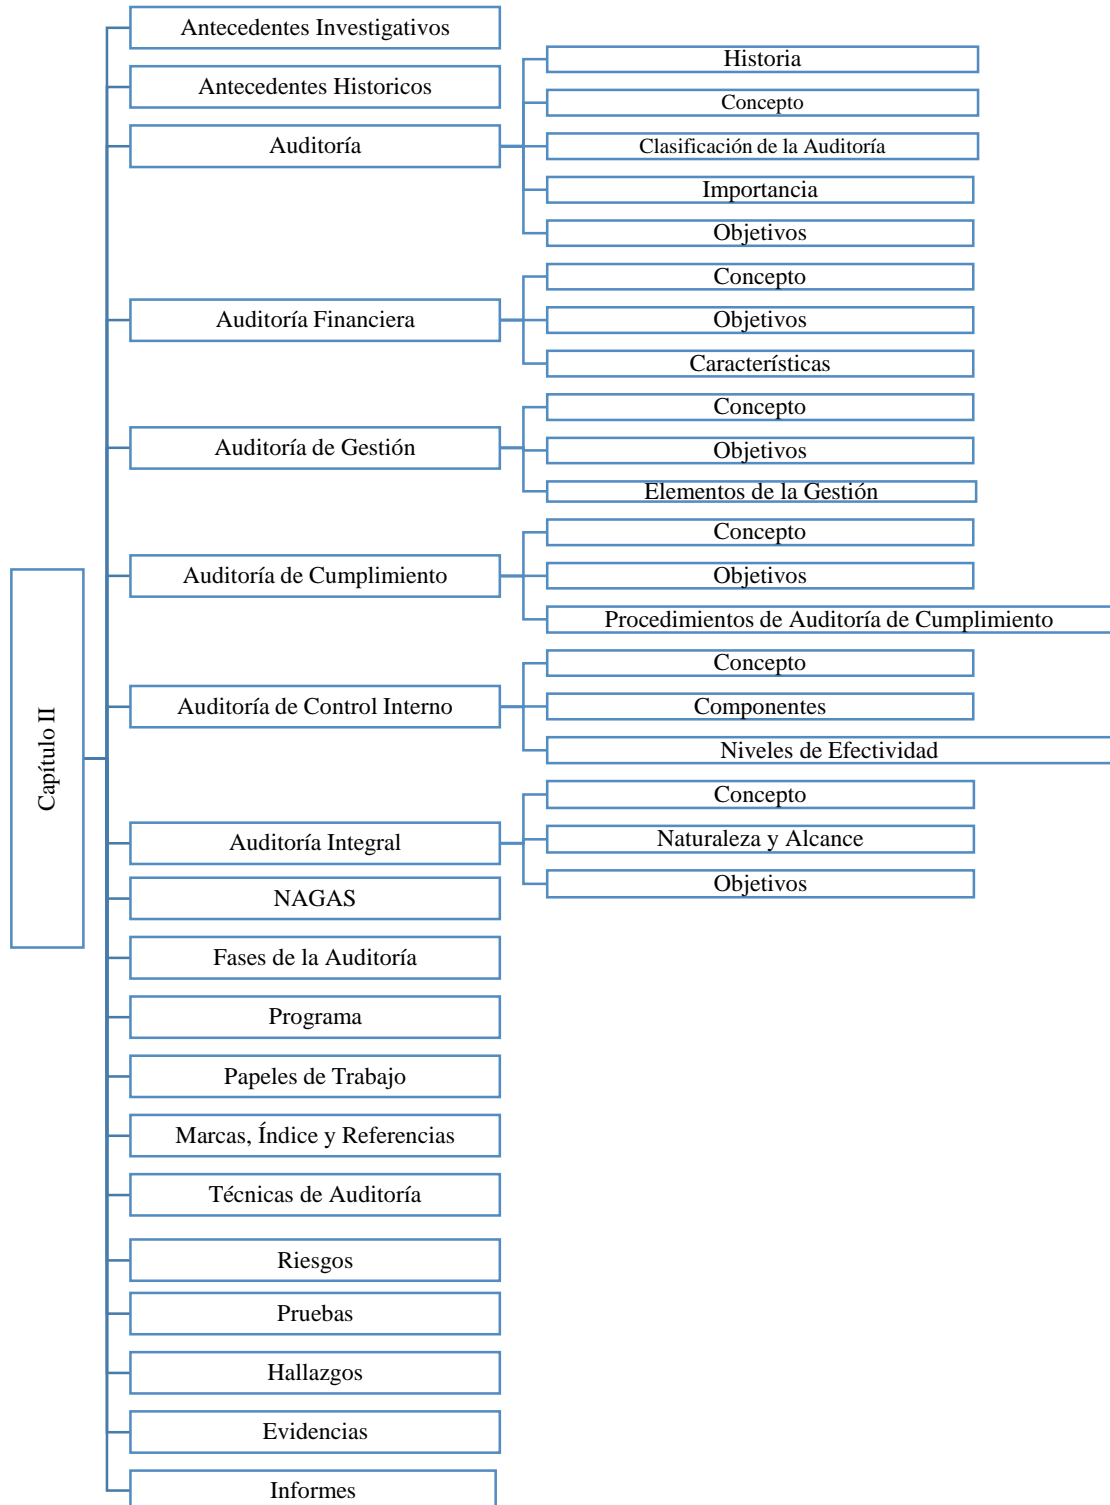 Capítulo II
Antecedentes Investigativos
Antecedentes Historicos
Auditoría
Historia
Concepto
Clasificación de la Auditoría
Importancia
Objetivos
Auditoría Financiera
Concepto
Objetivos
Característícas
Auditoría de Gestión
Concepto
Objetivos
Elementos de la Gestión
Auditoría de Cumplimiento
Concepto
Objetivos
Procedimientos de Auditoría de Cumplimiento
Auditoría de Control Interno
Concepto
Componentes
Niveles de Efectividad
Auditoría Integral
Concepto
Naturaleza y Alcance
Objetivos
NAGAS
Fases de la Auditoría
Programa
Papeles de Trabajo
Marcas, Índice y Referencias
Técnicas de Auditoría
Riesgos
Pruebas
Hallazgos
Evidencias
Informes